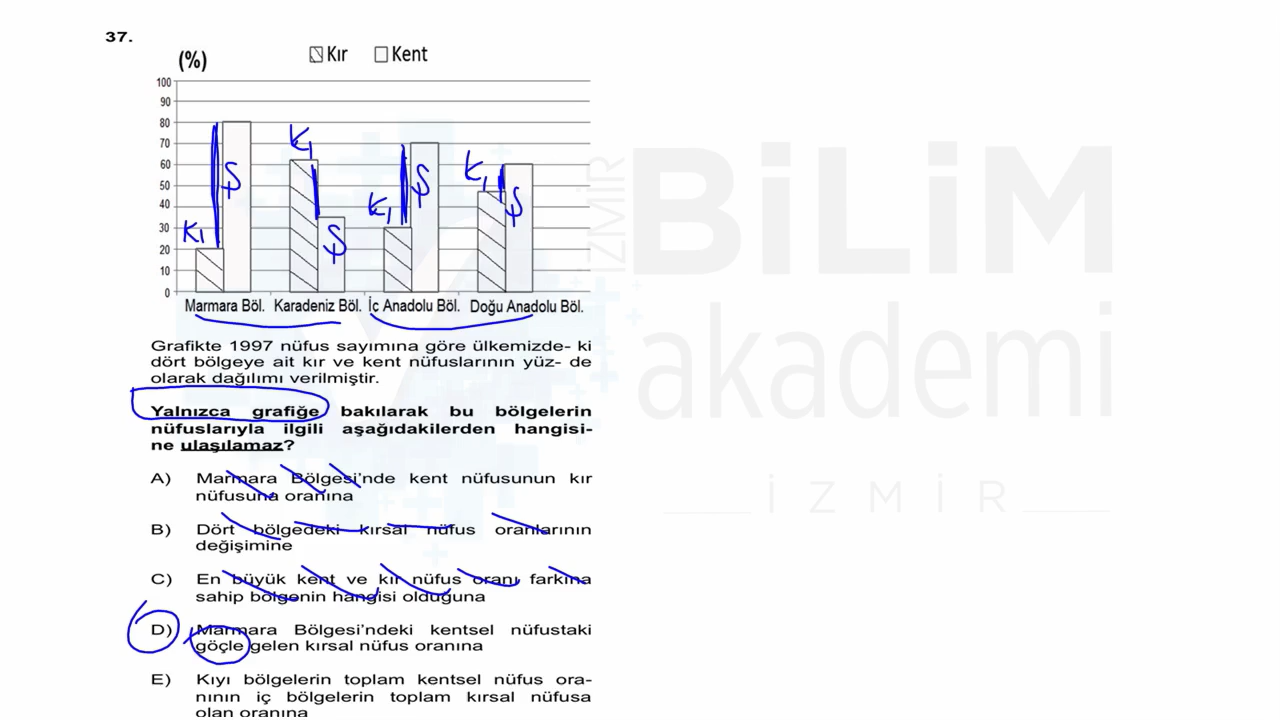 37.
(%)
Kır
Kent
100
90
80
70
60
50
40
30
20
10
0
Kı
Ş
Kı
Ş
Kı
Ş
Kı
Ş
Marmara Böl.
Karadeniz Böl.
İç Anadolu Böl.
Doğu Anadolu Böl.
Grafikte 1997 nüfus sayımına göre ülkemizde- ki
dört bölgeye ait kır ve kent nüfuslarının yüz- de
olarak dağılımı verilmiştir.
Yalnızca grafiğe bakılarak bu bölgelerin
nüfuslarıyla ilgili aşağıdakilerden hangisi-
ne ulaşılamaz?
A) Marmara Bölgesi'nde kent nüfusunun kır
nüfusuna oranına
B) Dört bölgedeki kırsal nüfus oranlarının
değişimine
C) En büyük kent ve kır nüfus oranı farkına
sahip bölgenin hangisi olduğuna
D) Marmara Bölgesi'ndeki kentsel nüfustaki
göçle gelen kırsal nüfus oranına
E) Kıyı bölgelerin toplam kentsel nüfus ora-
nının iç bölgelerin toplam kırsal nüfusa
olan oranına
İZMİR
BiLiM
akademi
İZMİR